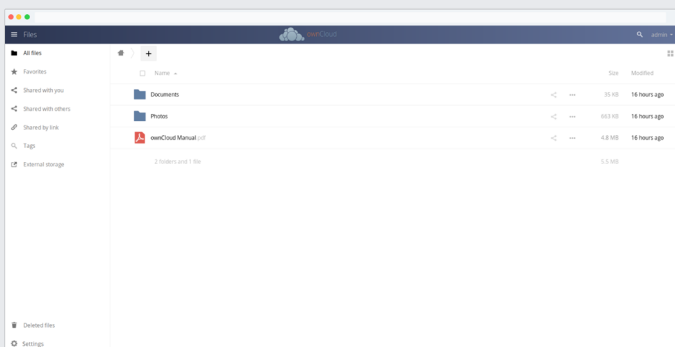 Files
ownCloud
admin
All files
Favorites
Shared with you
Shared with others
Shared by link
Tags
External storage
Deleted files
Settings
Name Size Modified
Documents 35 KB 16 hours ago
Photos 663 KB 16 hours ago
ownCloud Manual.pdf 4.8 MB 16 hours ago
2 folders and 1 file 5.5 MB